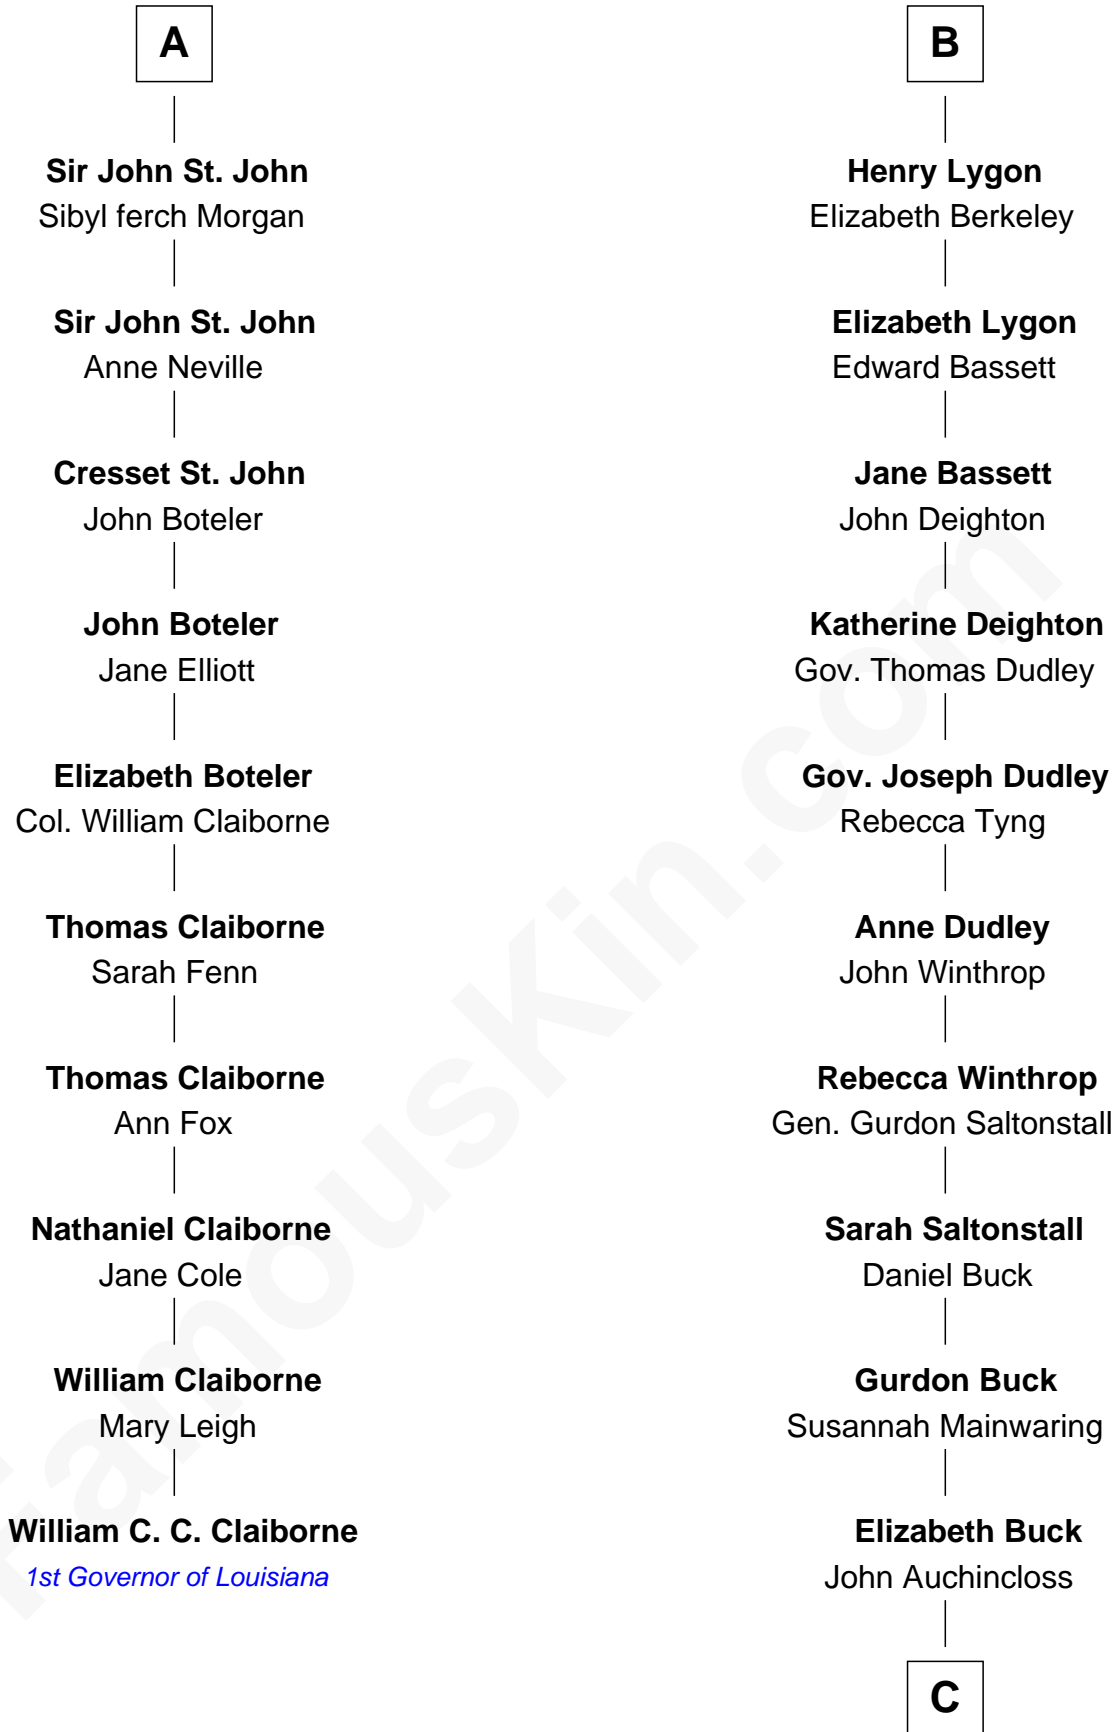 A
Sir John St. John
Sibyl ferch Morgan
Sir John St. John
Anne Neville
Cresset St. John
John Boteler
John Boteler
Jane Elliott
Elizabeth Boteler
Col. William Claiborne
Thomas Claiborne
Sarah Fenn
Thomas Claiborne
Ann Fox
Nathaniel Claiborne
Jane Cole
William Claiborne
Mary Leigh
William C. C. Claiborne
1st Governor of Louisiana
B
Henry Lygon
Elizabeth Berkeley
Elizabeth Lygon
Edward Bassett
Jane Bassett
John Deighton
Katherine Deighton
Gov. Thomas Dudley
Gov. Joseph Dudley
Rebecca Tyng
Anne Dudley
John Winthrop
Rebecca Winthrop
Gen. Gurdon Saltonstall
Sarah Saltonstall
Daniel Buck
Gurdon Buck
Susannah Mainwaring
Elizabeth Buck
John Auchincloss
C
FamousKin.com